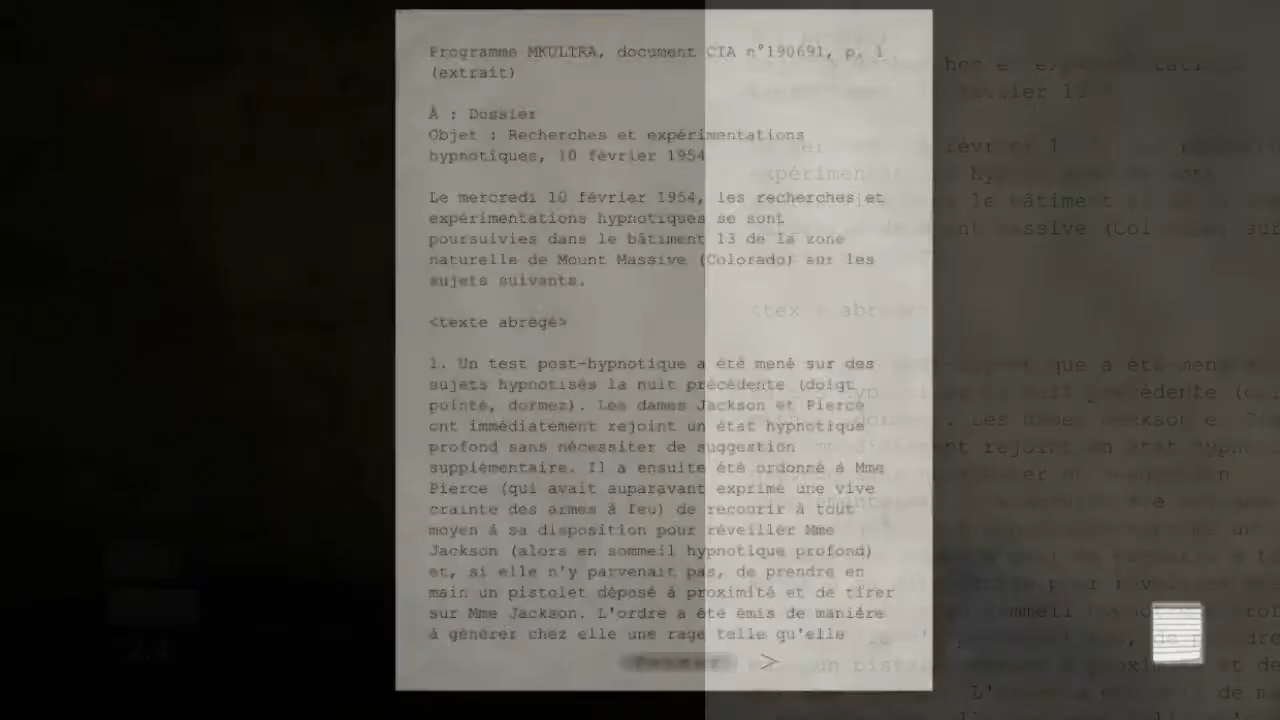 Programme MKULTRA, document CIA n°190691, p. 1
(extrait)
À : Dossier
Objet : Recherches et expérimentations
hypnotiques, 10 février 1954
Le mercredi 10 février 1954, les recherches et
expérimentations hypnotiques se sont
poursuivies dans le bâtiment 13 de la zone
naturelle de Mount Massive (Colorado) sur les
sujets suivants.
<texte abrégé>
1. Un test post-hypnotique a été mené sur des
sujets hypnotisés la nuit précédente (doigt
pointé, dormez). Les dames Jackson et Pierce
ont immédiatement rejoint un état hypnotique
profond sans nécessiter de suggestion
supplémentaire. Il a ensuite été ordonné à Mme
Pierce (qui avait auparavant exprimé une vive
crainte des armes à feu) de recourir à tout
moyen à sa disposition pour réveiller Mme
Jackson (alors en sommeil hypnotique profond)
et, si elle n'y parvenait pas, de prendre en
main un pistolet déposé à proximité et de tirer
sur Mme Jackson. L'ordre a été émis de manière
à générer chez elle une rage telle qu'elle
>